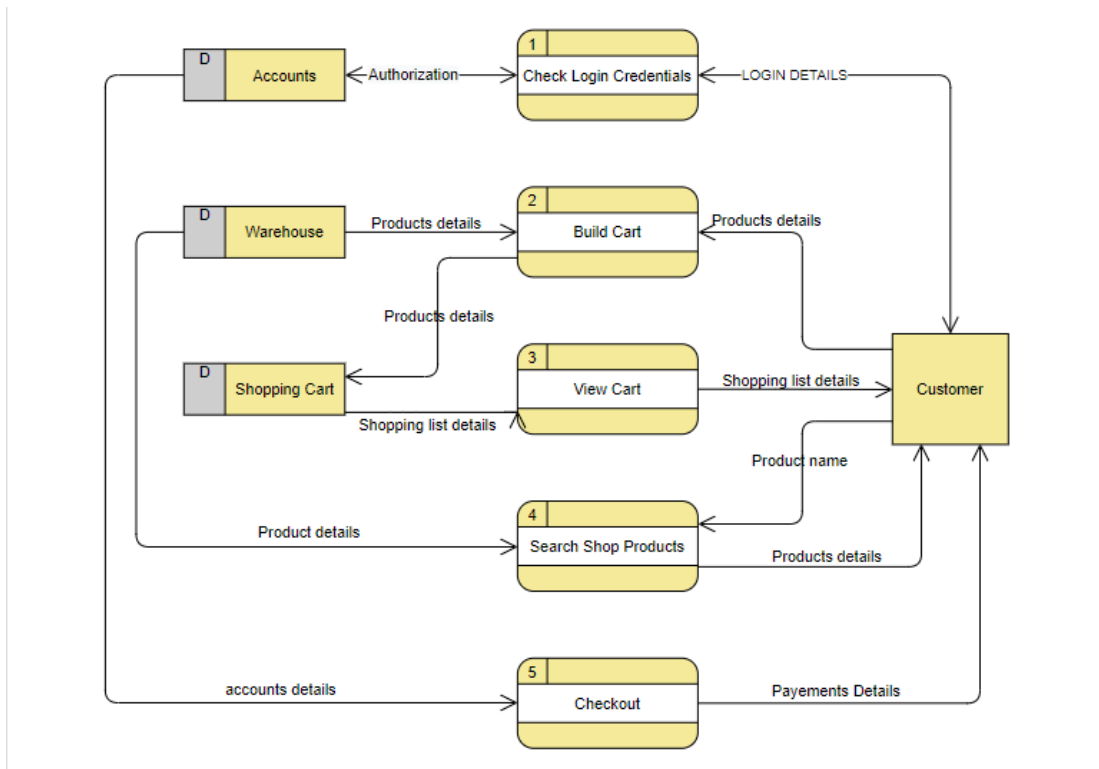 1
D
Accounts
Authorization
Check Login Credentials
LOGIN DETAILS
2
D
Warehouse
Products details
Build Cart
Products details
Products details
3
D
Shopping Cart
View Cart
Shopping list details
Customer
Shopping list details
Product name
4
Product details
Search Shop Products
Products details
5
accounts details
Checkout
Payements Details